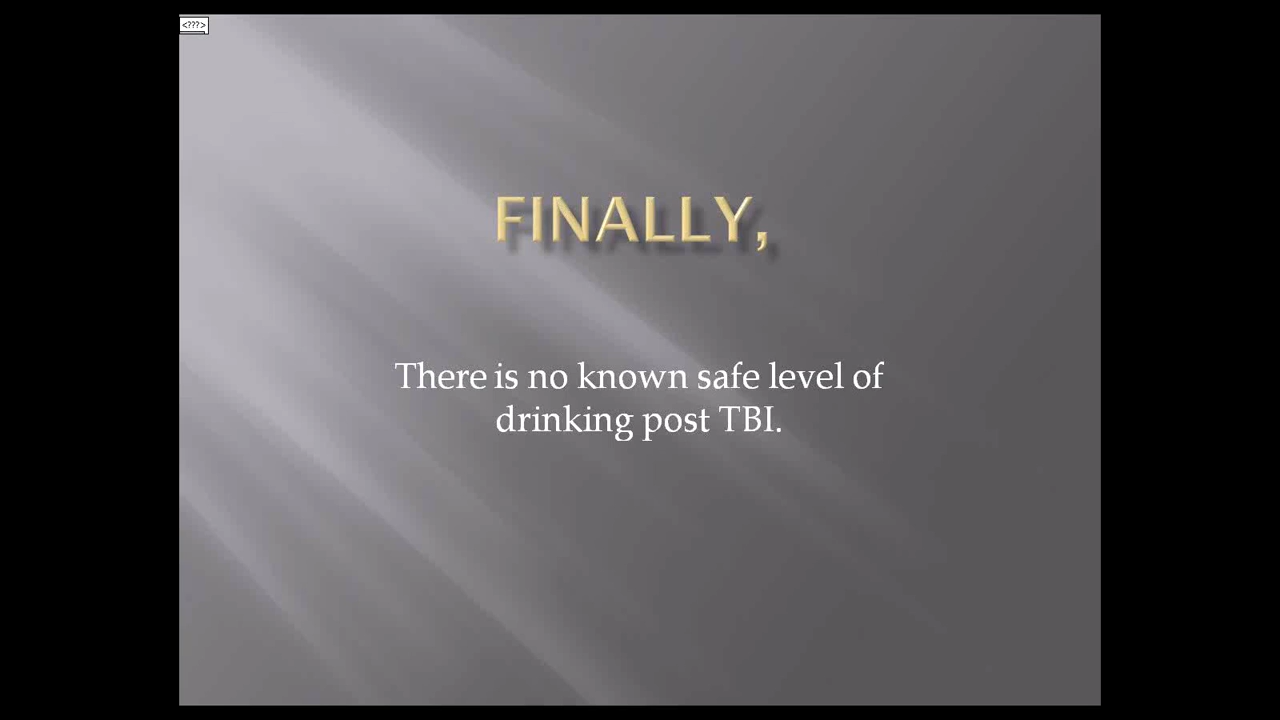 <???>
FINALLY,
There is no known safe level of
drinking post TBI.